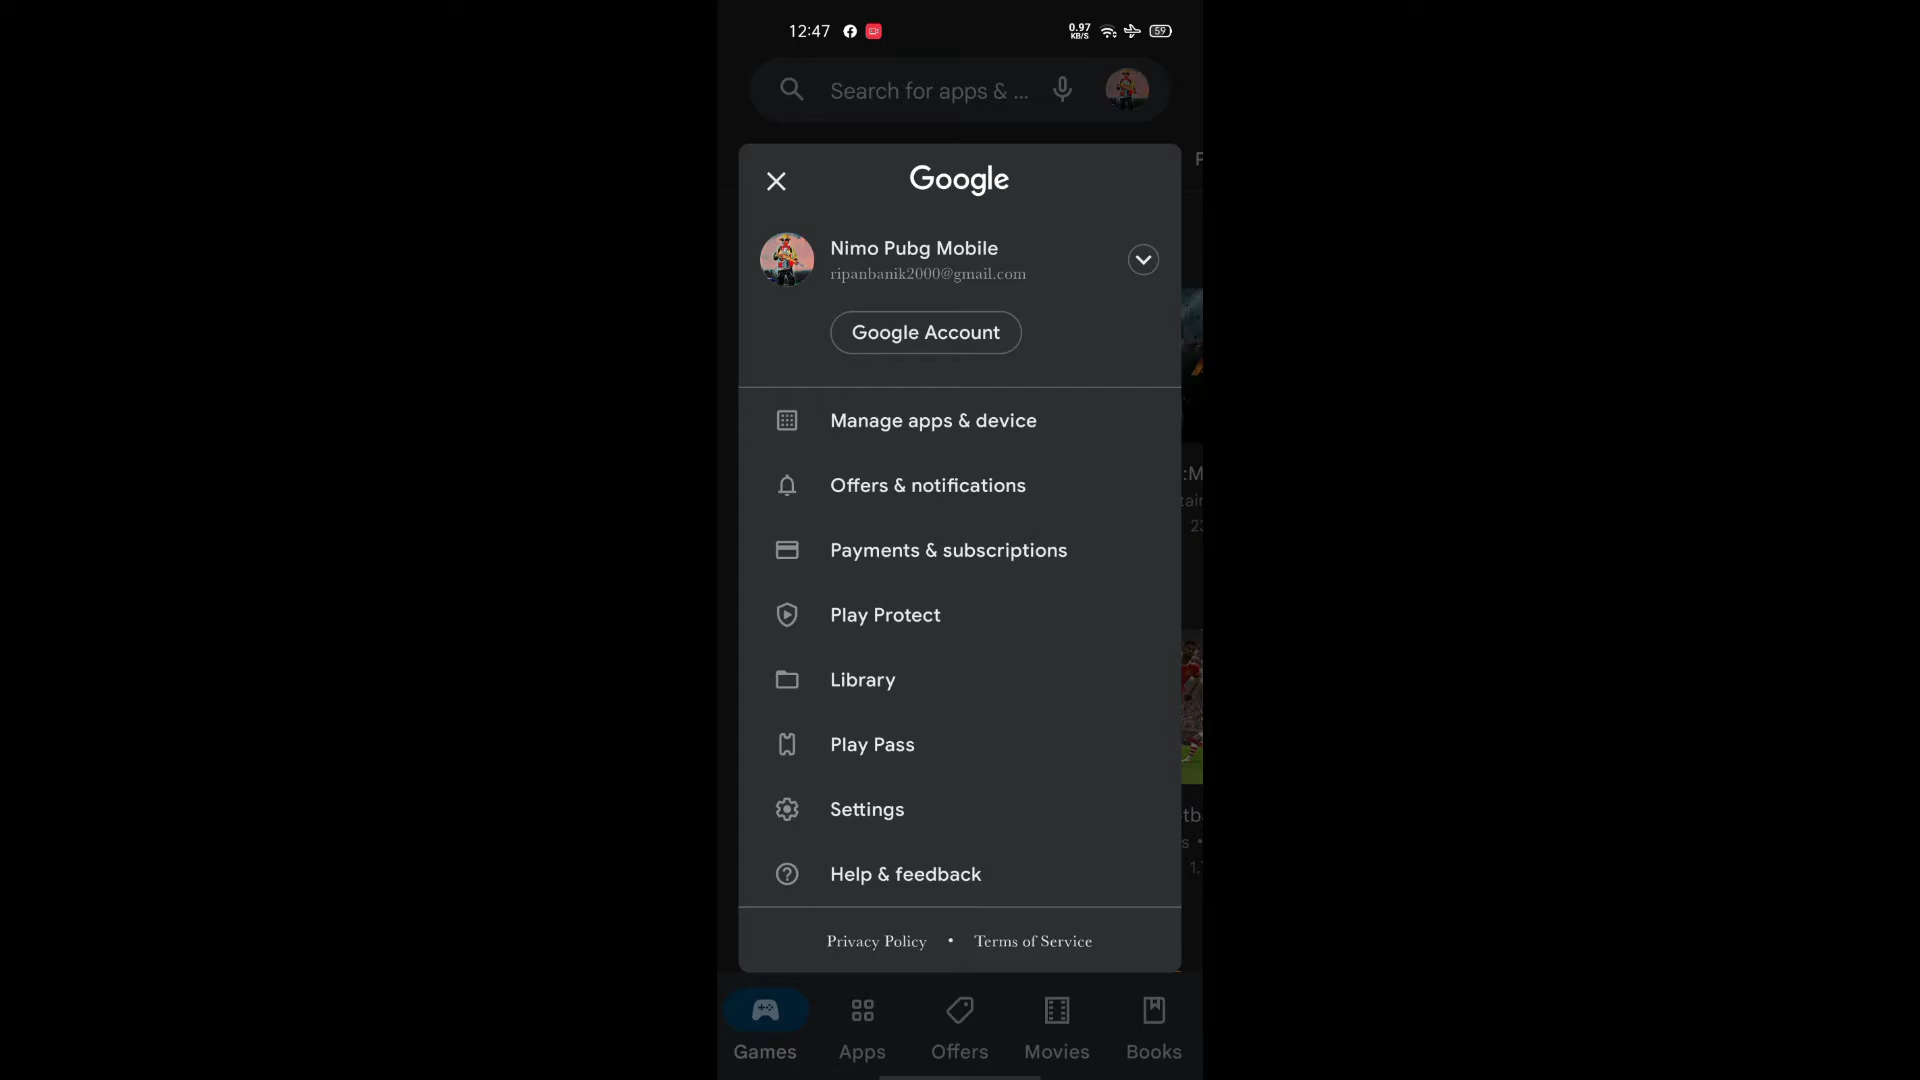 12:47
0.97
KB/S
59
Search for apps & ...
Google
Nimo Pubg Mobile
ripanbanik2000@gmail.com
Google Account
Manage apps & device
Offers & notifications
Payments & subscriptions
Play Protect
Library
Play Pass
Settings
Help & feedback
Privacy Policy • Terms of Service
Games Apps Offers Movies Books